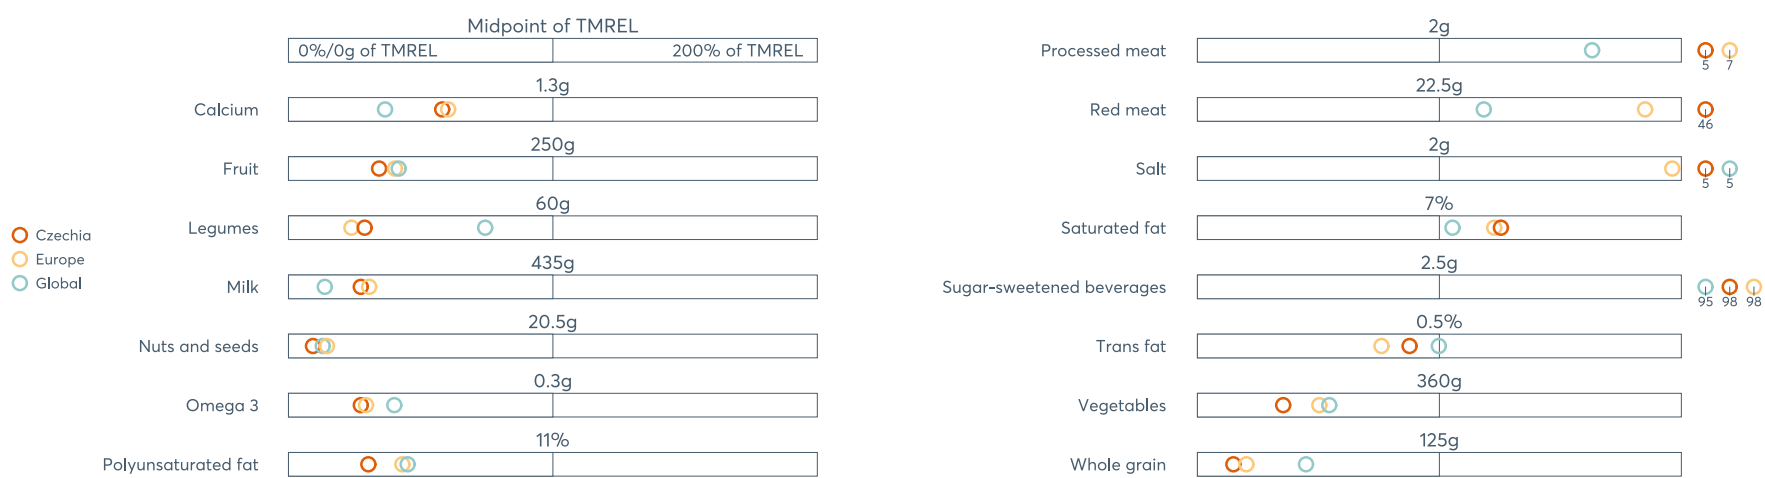 Midpoint of TMREL
0%/0g of TMREL 200% of TMREL
1.3g
Calcium
250g
Fruit
60g
Legumes
435g
Milk
20.5g
Nuts and seeds
0.3g
Omega 3
11%
Polyunsaturated fat
Czechia
Europe
Global
2g
Processed meat
5 7
22.5g
Red meat
46
2g
Salt
5 5
7%
Saturated fat
2.5g
Sugar-sweetened beverages
95 98 98
0.5%
Trans fat
360g
Vegetables
125g
Whole grain